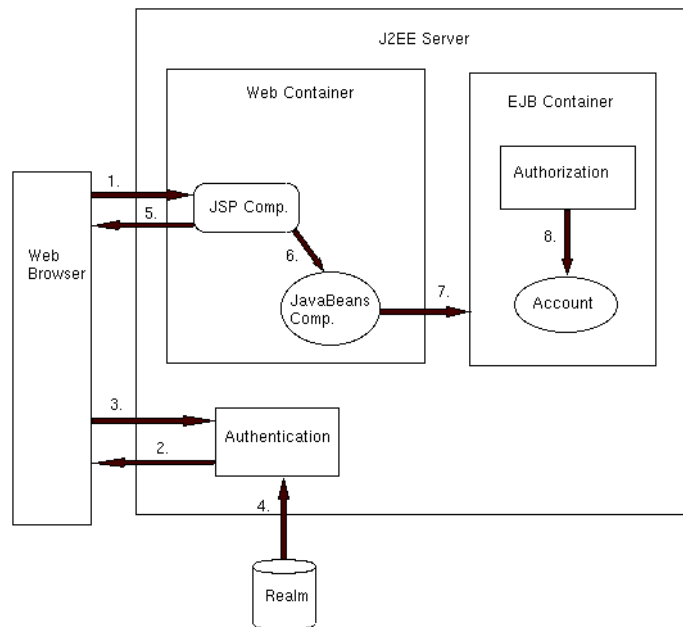 J2EE Server
Web Container
EJB Container
1.
Authorization
JSP Comp.
5.
8.
6.
Web
Browser
7.
JavaBeans
Comp.
Account
3.
Authentication
2.
4.
Realm